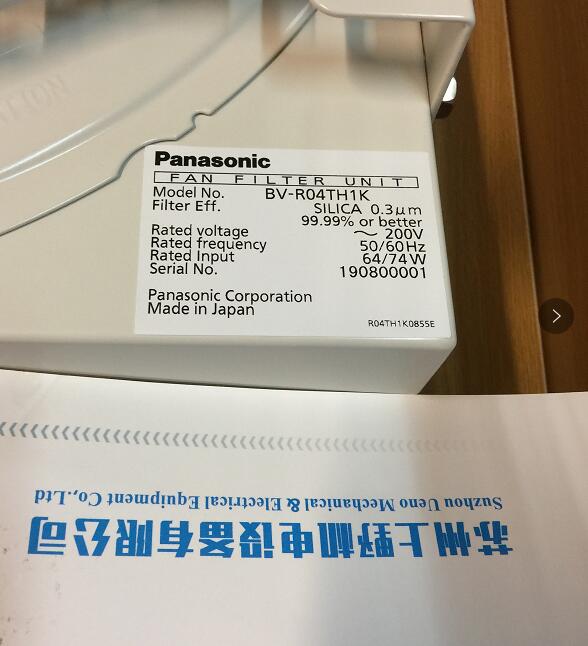 Panasonic
FAN FILTER UNIT
Model No. BV-R04TH1K
Filter Eff. SILICA 0.3μm
99.99% or better
Rated voltage ～ 200V
Rated frequency 50/60Hz
Rated Input 64/74W
Serial No. 190800001
Panasonic Corporation
Made in Japan
R04TH1K0855E
Suzhou Ueno Mechanical & Electrical Equipment Co.,Ltd
苏州上野机电设备有限公司